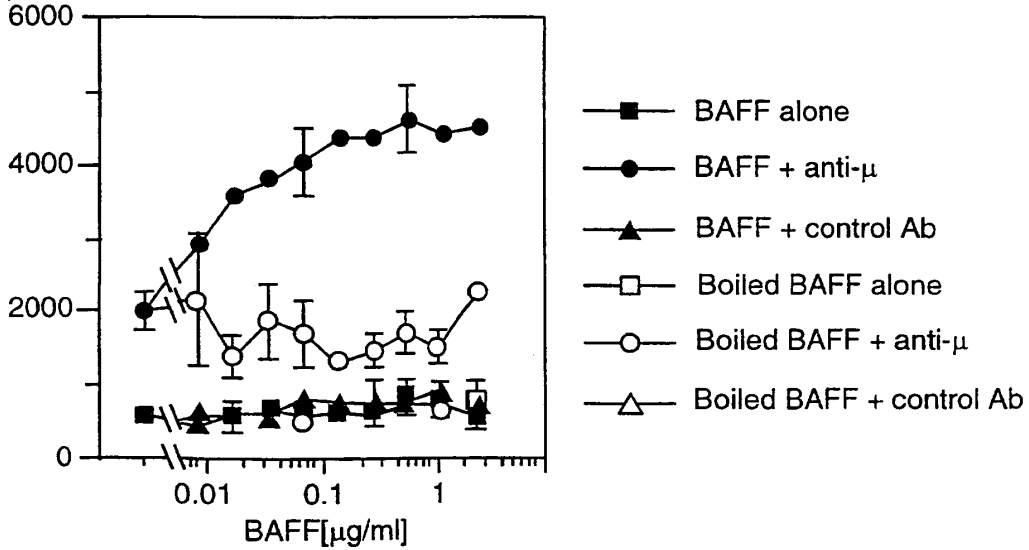 6000
4000
2000
0
0.01 0.1 1
BAFF[µg/ml]
BAFF alone
BAFF + anti-µ
BAFF + control Ab
Boiled BAFF alone
Boiled BAFF + anti-µ
Boiled BAFF + control Ab